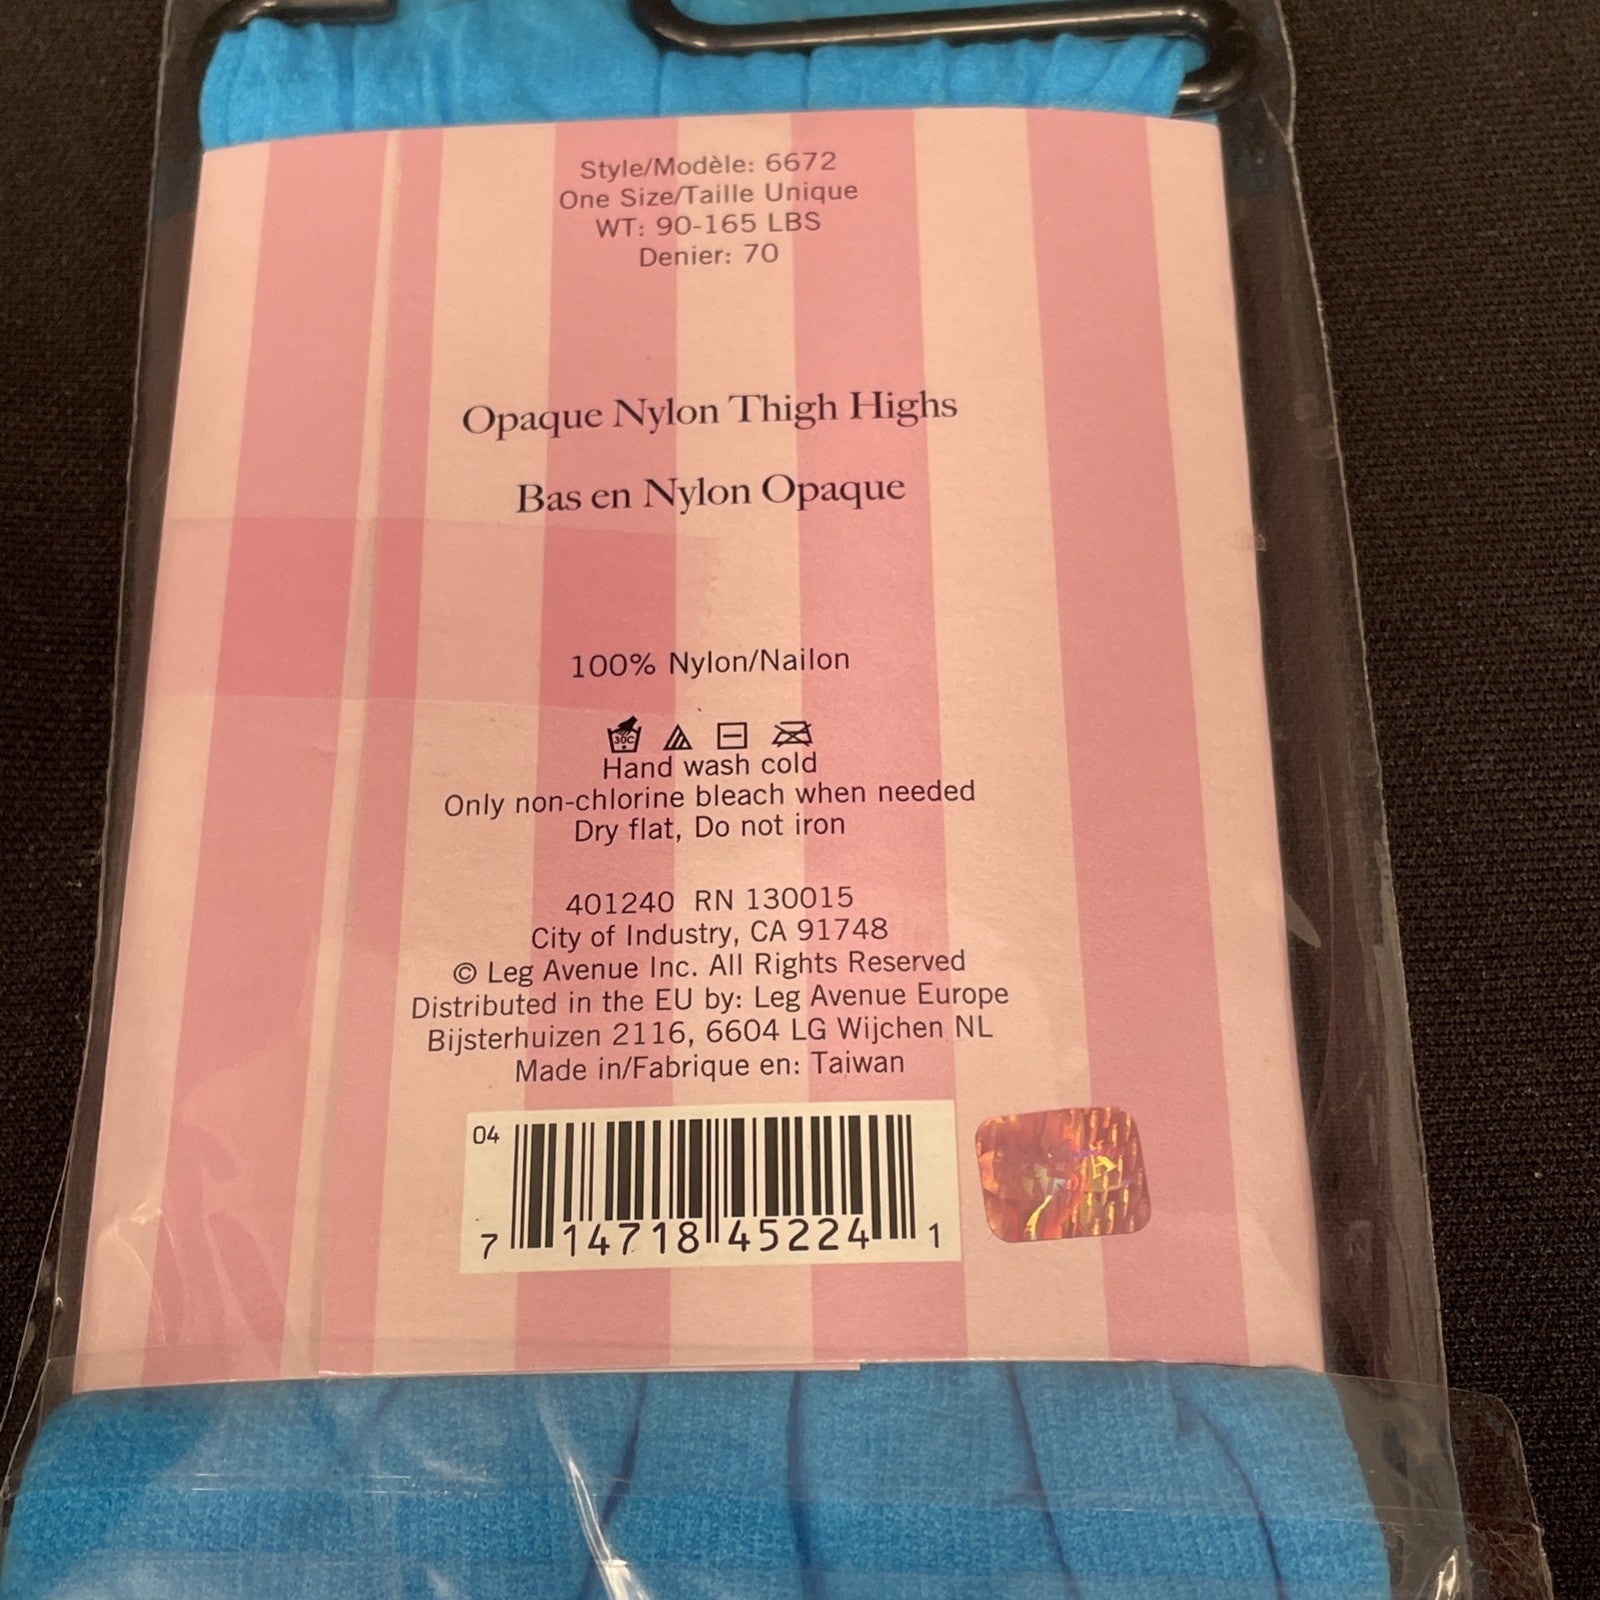 Style/Modèle: 6672
One Size/Taille Unique
WT: 90-165 LBS
Denier: 70
Opaque Nylon Thigh Highs
Bas en Nylon Opaque
100% Nylon/Nailon
30C
Hand wash cold
Only non-chlorine bleach when needed
Dry flat, Do not iron
401240 RN 130015
City of Industry, CA 91748
© Leg Avenue Inc. All Rights Reserved
Distributed in the EU by: Leg Avenue Europe
Bijsterhuizen 2116, 6604 LG Wijchen NL
Made in/Fabrique en: Taiwan
04
7 14718 45224 1